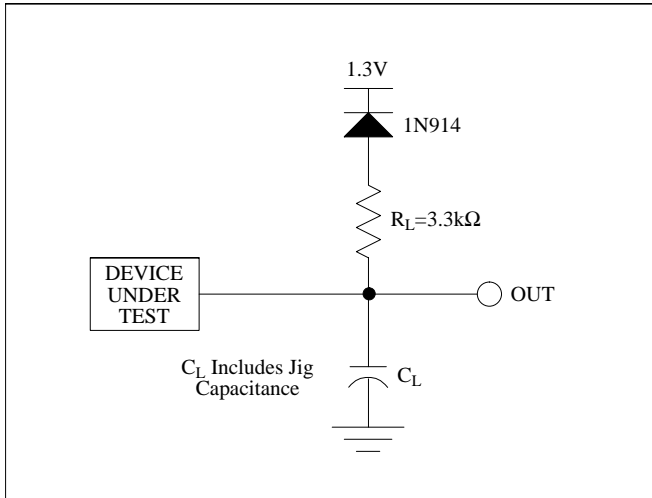 1.3V
1N914
R_L=3.3kΩ
DEVICE
UNDER
TEST
OUT
C_L Includes Jig
Capacitance
C_L